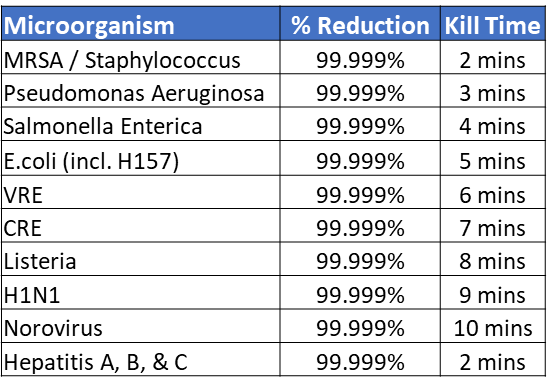 Microorganism % Reduction Kill Time
MRSA / Staphylococcus 99.999% 2 mins
Pseudomonas Aeruginosa 99.999% 3 mins
Salmonella Enterica 99.999% 4 mins
E.coli (incl. H157) 99.999% 5 mins
VRE 99.999% 6 mins
CRE 99.999% 7 mins
Listeria 99.999% 8 mins
H1N1 99.999% 9 mins
Norovirus 99.999% 10 mins
Hepatitis A, B, & C 99.999% 2 mins